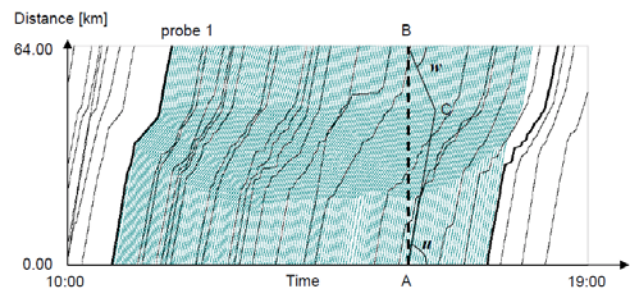 Distance [km]
probe 1
B
64.00
w
C
0.00
u
10:00
Time
A
19:00